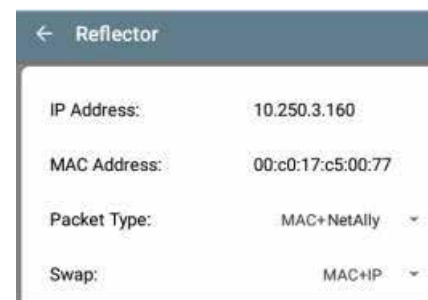 Reflector
IP Address: 10.250.3.160
MAC Address: 00:c0:17:c5:00:77
Packet Type: MAC+NetAlly
Swap: MAC+IP